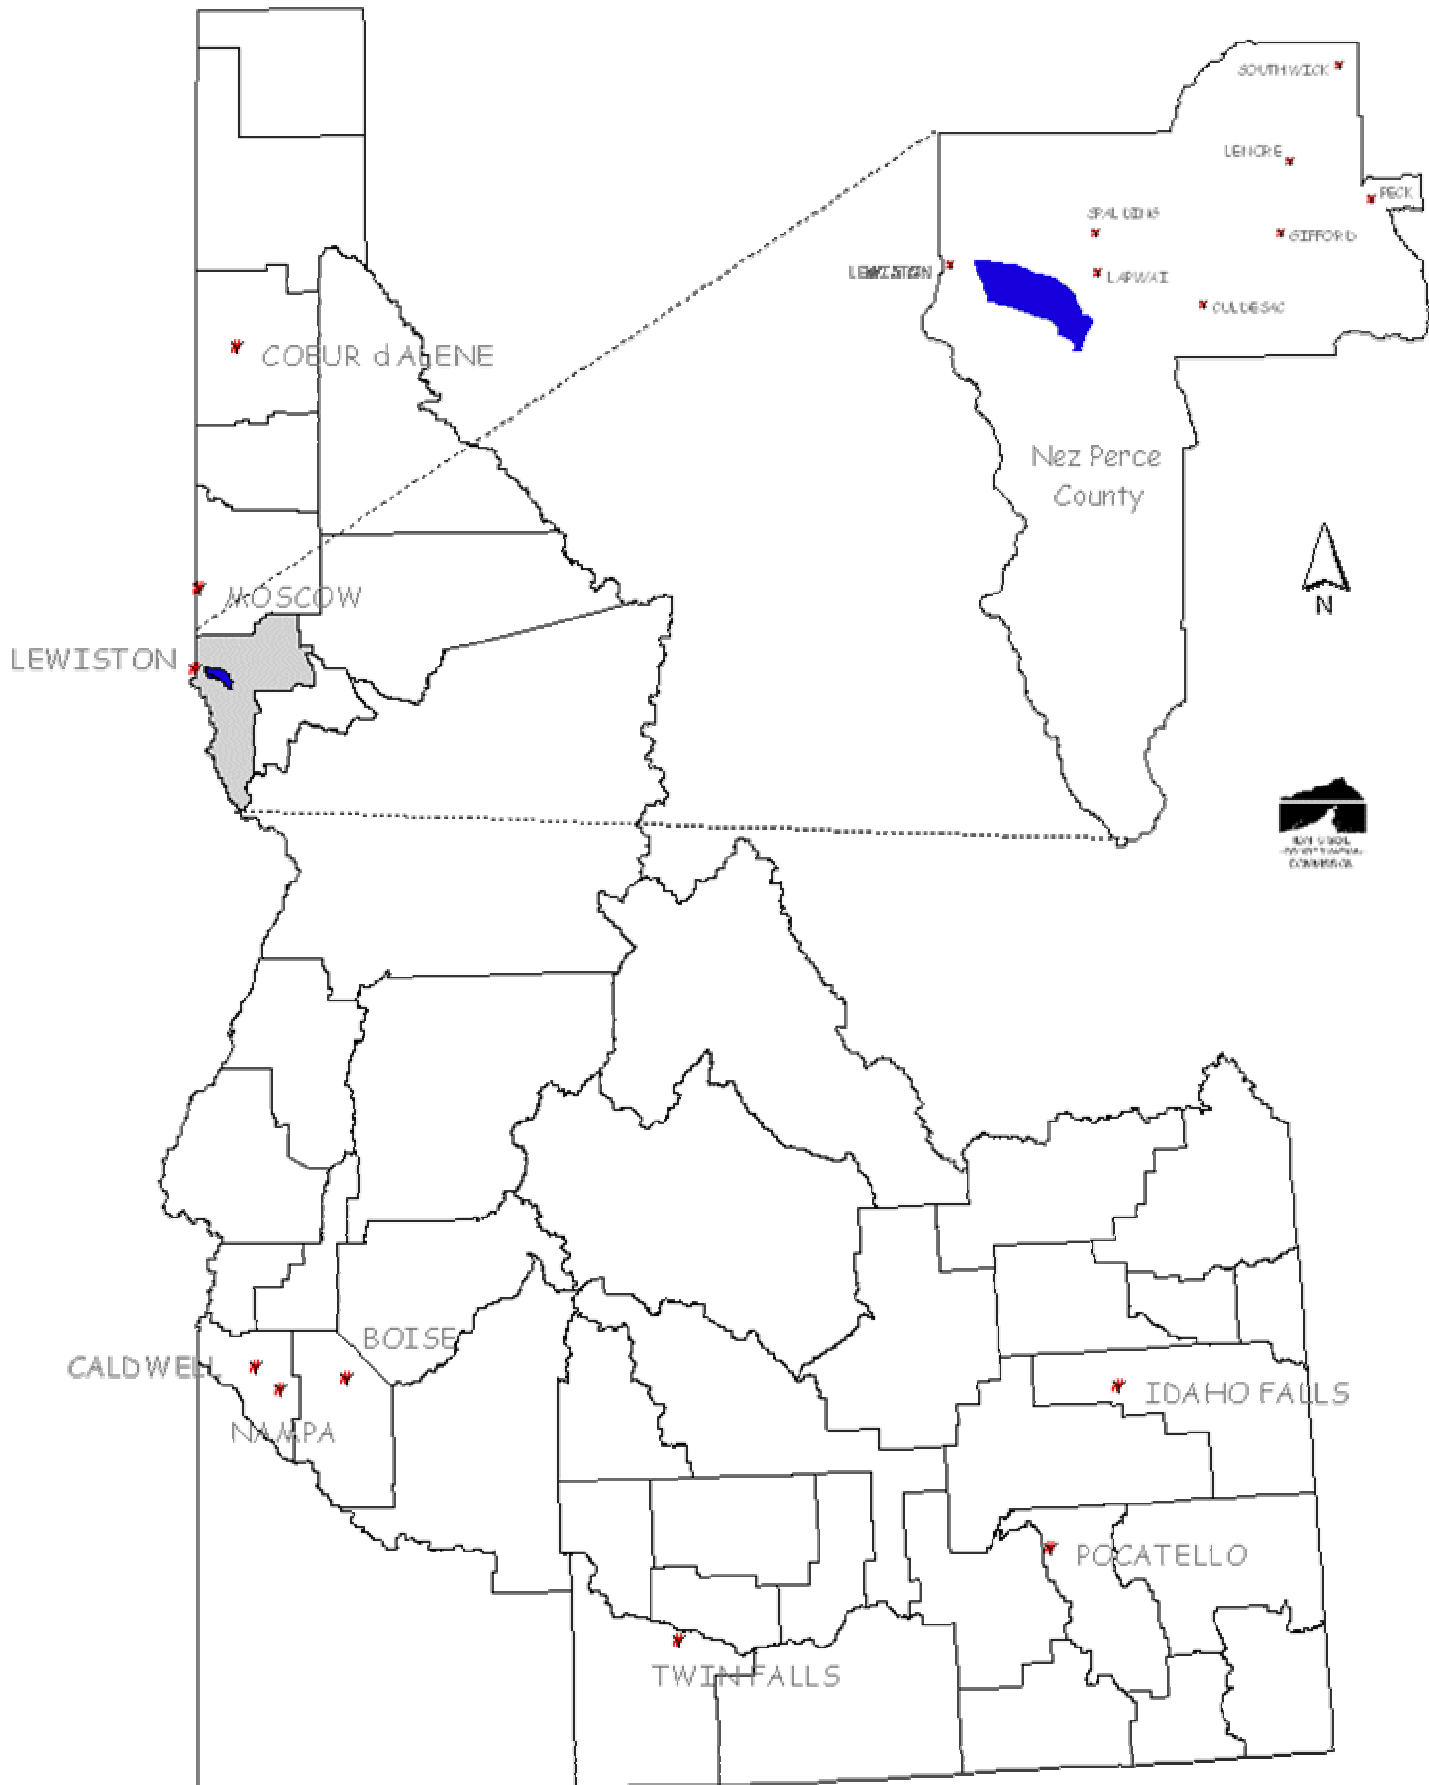 SOUTHWICK
LENORE
PECK
SPALDING
GIFFORD
LEWISTON
LAPWAI
CULDESAC
COEUR d ALENE
Nez Perce
County
MOSCOW
N
LEWISTON
COMMISSION
BOISE
CALDWELL
IDAHO FALLS
NAMPA
POCATELLO
TWIN FALLS